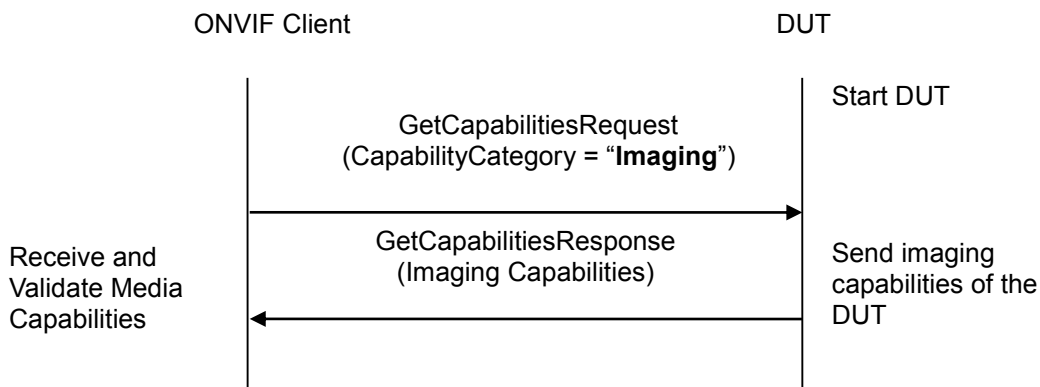 ONVIF Client
DUT
Start DUT
GetCapabilitiesRequest
(CapabilityCategory = “Imaging”)
GetCapabilitiesResponse
(Imaging Capabilities)
Receive and
Validate Media
Capabilities
Send imaging
capabilities of the
DUT